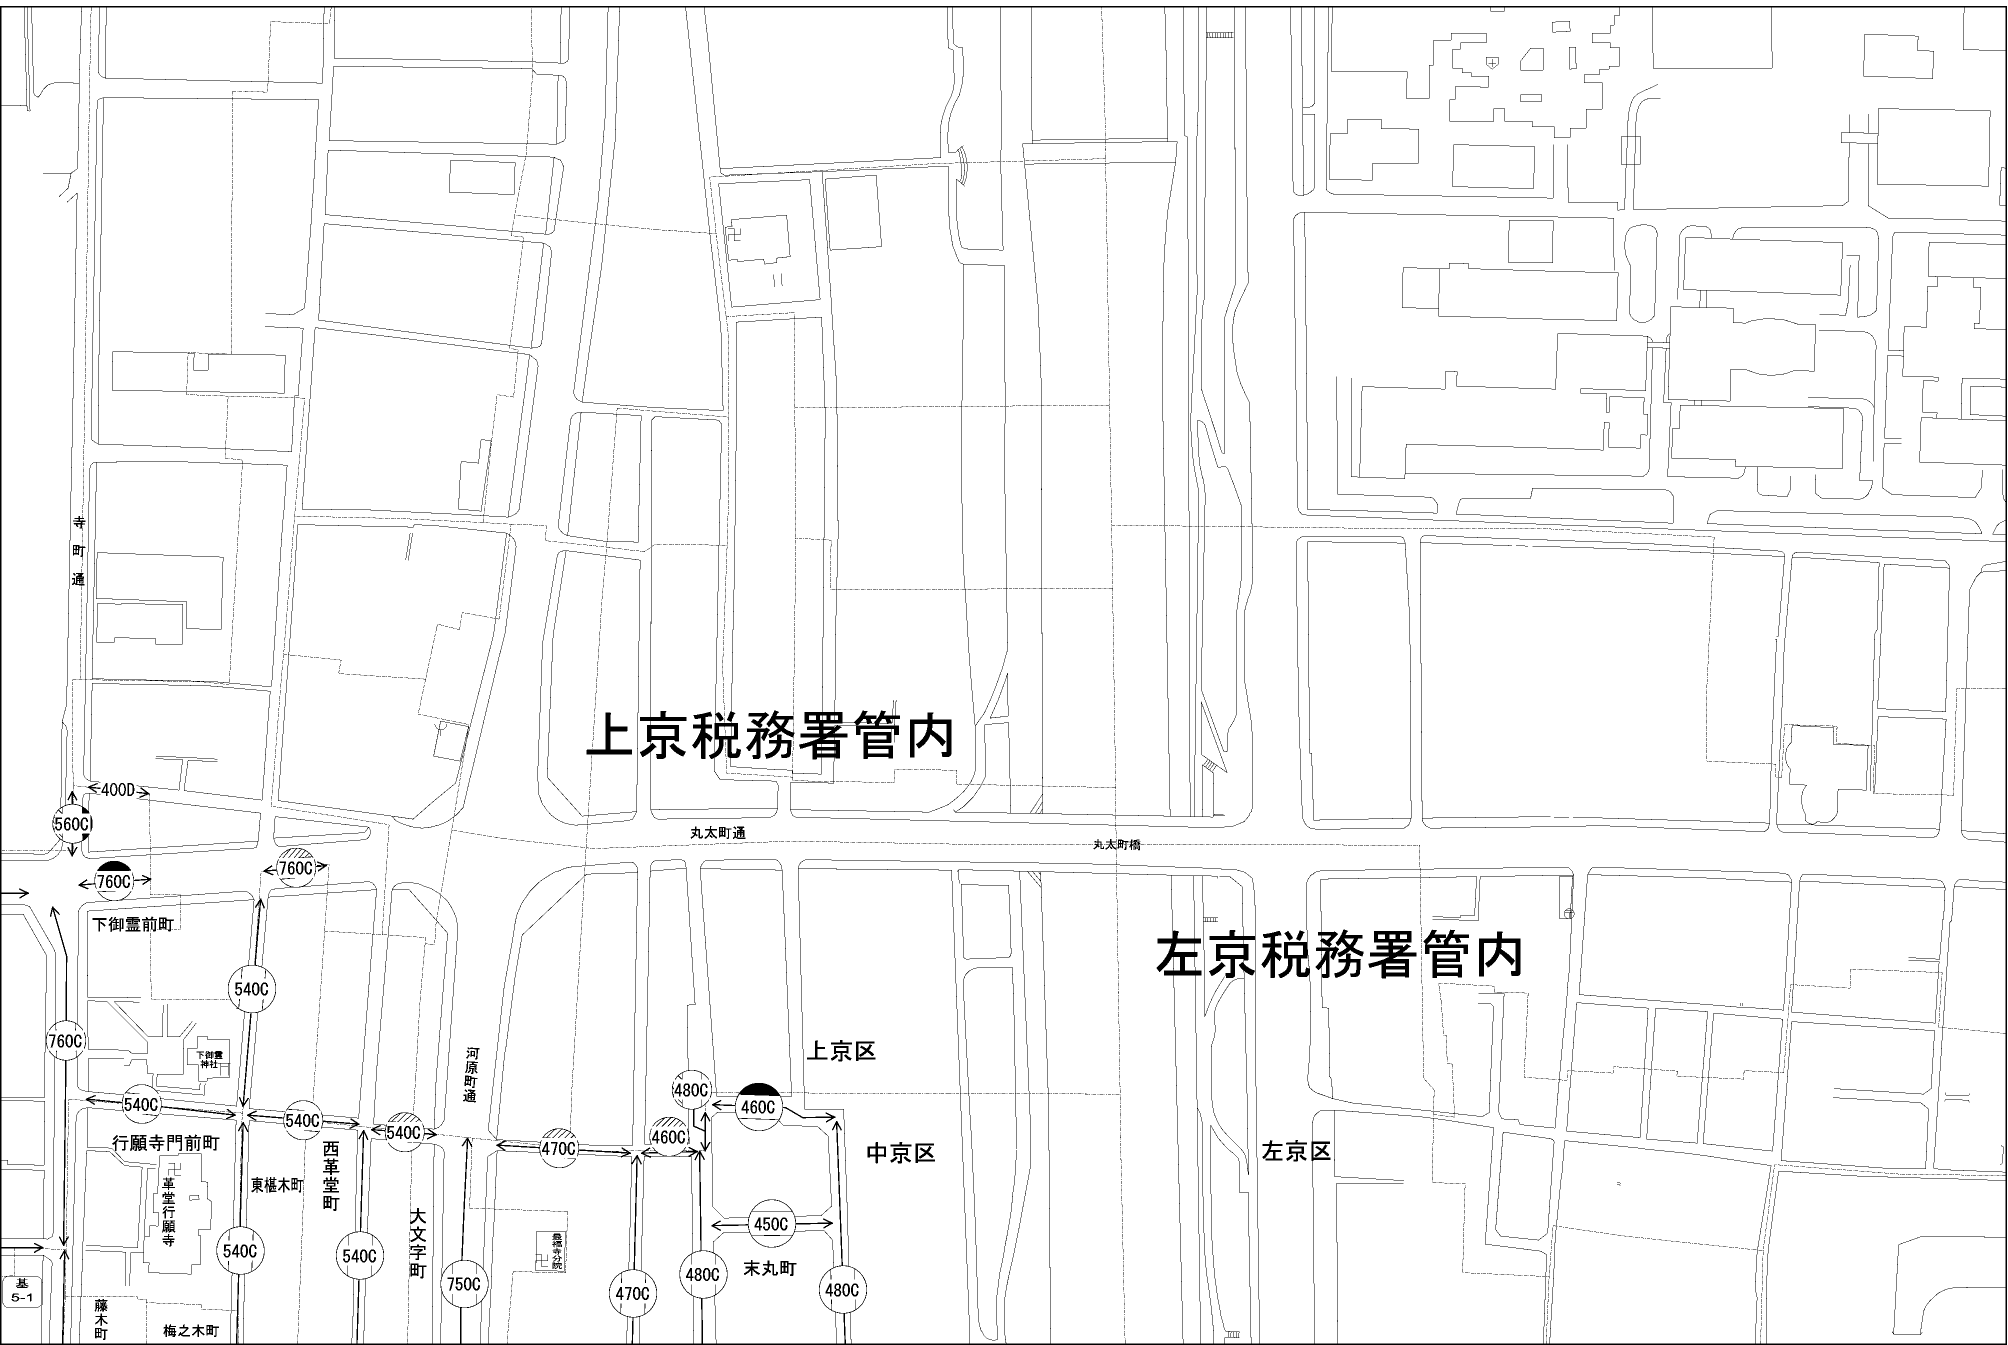 寺町通
上京税務署管内
400D
560C
丸太町通
丸太町橋
760C
760C
下御霊前町
左京税務署管内
540C
760C
下御霊
神社
河原町通
上京区
480C
460C
540C
540C
540C
470C
460C
行願寺門前町
西革堂町
中京区
左京区
革堂行願寺
東椹木町
大文字町
450C
最福寺分院
540C
540C
750C
470C
480C
末丸町
480C
基
5-1
藤木町
梅之木町